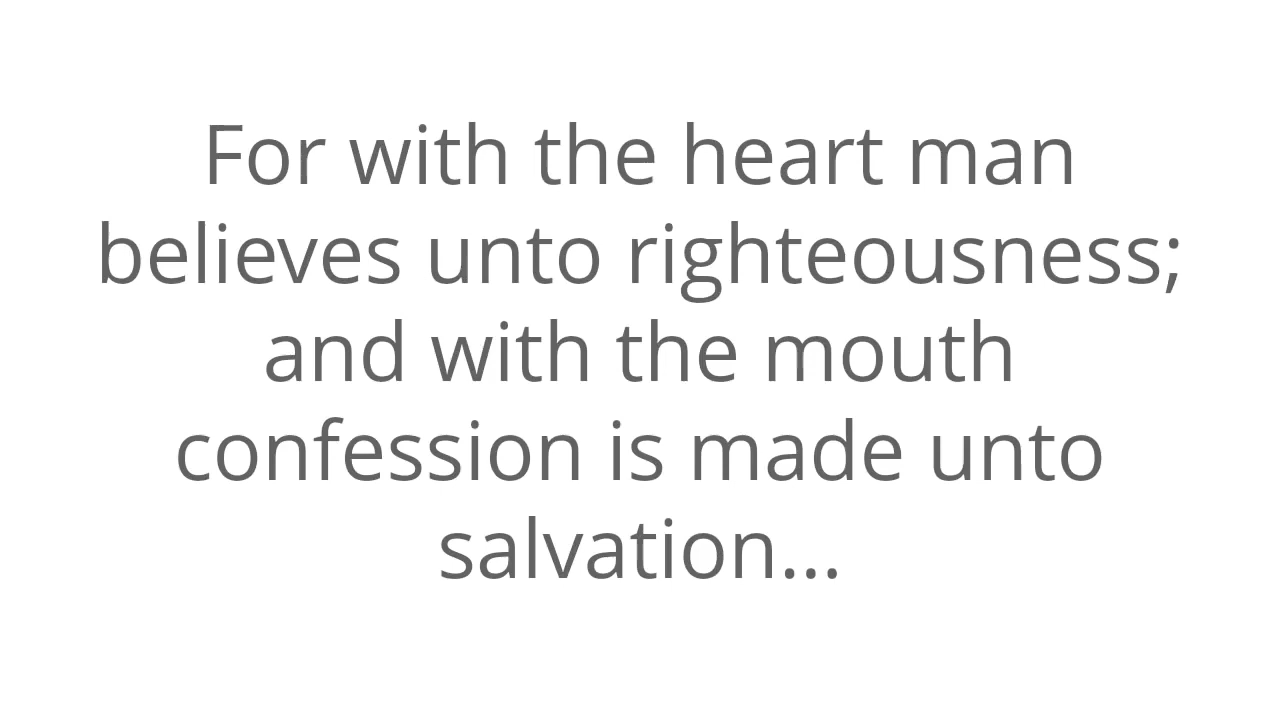 For with the heart man
believes unto righteousness;
and with the mouth
confession is made unto
salvation...